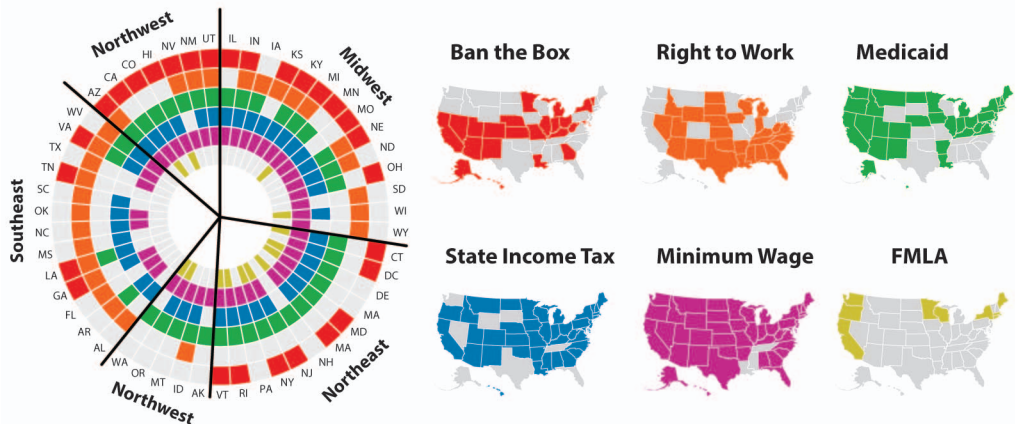 Northwest
Midwest
Northeast
Northwest
Southeast
UT
IL
IN
IA
KS
KY
MI
MN
MO
NE
ND
OH
SD
WI
WY
CT
DC
DE
MA
MD
MA
NH
NJ
NY
PA
RI
VT
AK
ID
MT
OR
WA
AL
AR
FL
GA
LA
MS
NC
OK
SC
TN
TX
VA
WV
AZ
CA
CO
HI
NV
NM
Ban the Box
Right to Work
Medicaid
State Income Tax
Minimum Wage
FMLA